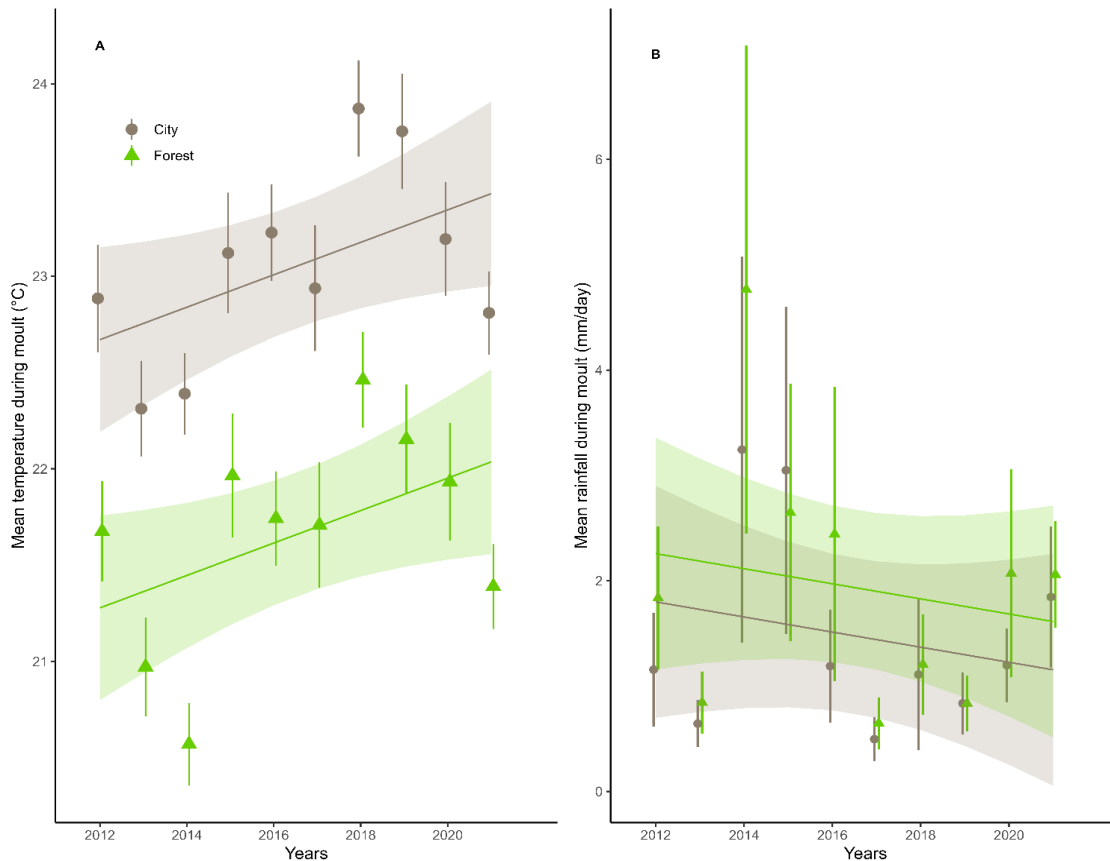 A
City
Forest
Mean temperature during moult (°C)
24
23
22
21
2012 2014 2016 2018 2020
Years
B
Mean rainfall during moult (mm/day)
6
4
2
0
2012 2014 2016 2018 2020
Years